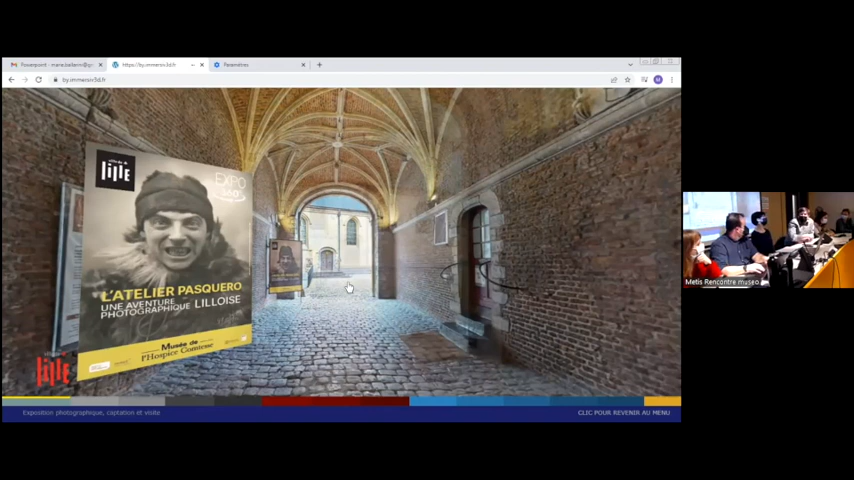 Powerpoint - marie.ballarin@g
https://by.immersiv3d.fr/
Paramètres
by.immersiv3d.fr
ville de
lille
EXPO
360
L'ATELIER PASQUERO
UNE AVENTURE
PHOTOGRAPHIQUE LILLOISE
Musée de
l'Hospice Comtesse
lille
Exposition photographique, captation et visite
CLIC POUR REVENIR AU MENU
Metis Rencontre museo